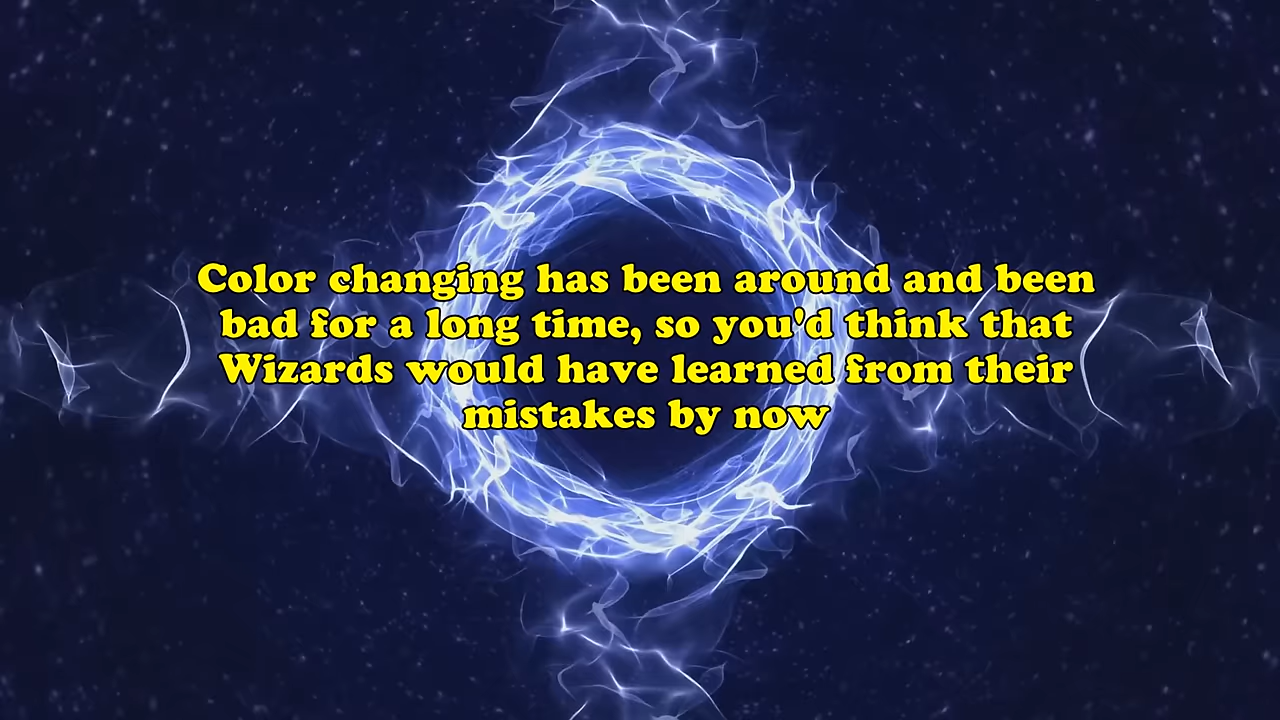 Color changing has been around and been
bad for a long time, so you'd think that
Wizards would have learned from their
mistakes by now